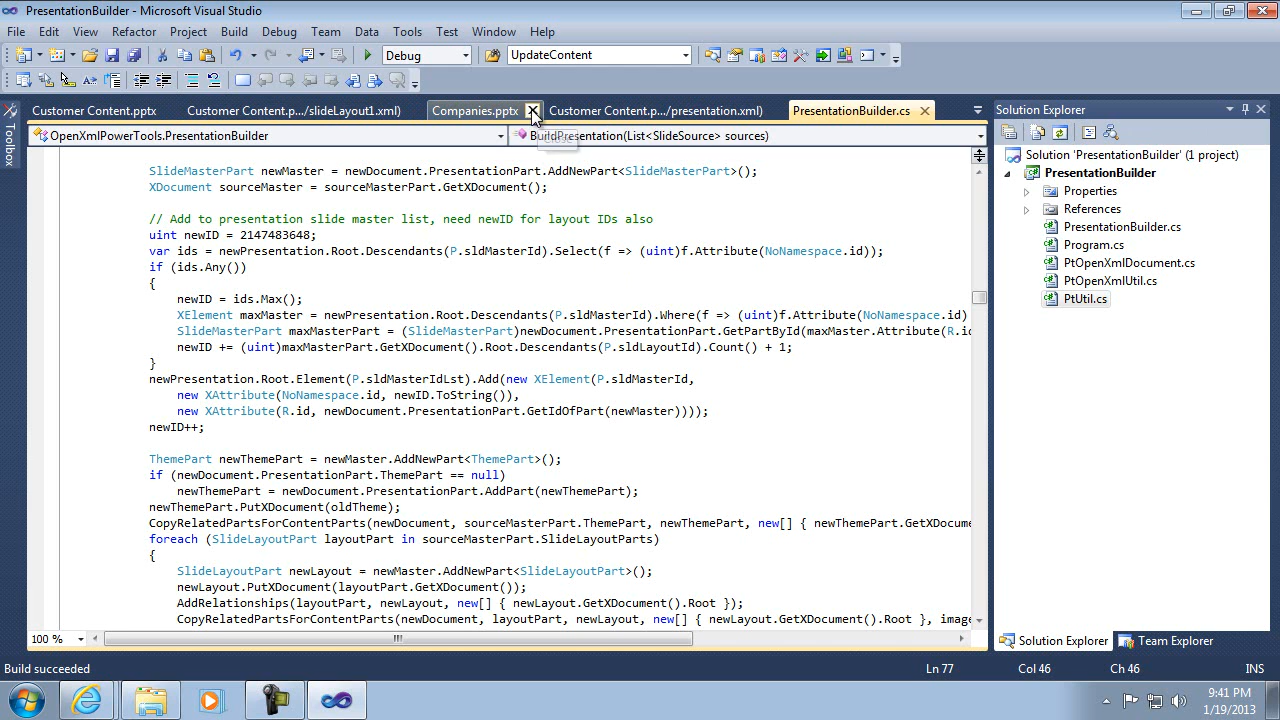 PresentationBuilder - Microsoft Visual Studio
File Edit View Refactor Project Build Debug Team Data Tools Test Window Help
Debug UpdateContent
Customer Content.pptx Customer Content.p.../slideLayout1.xml) Companies.pptx Customer Content.p.../presentation.xml) PresentationBuilder.cs
OpenXmlPowerTools.PresentationBuilder BuildPresentation(List<SlideSource> sources)
Close
Toolbox
SlideMasterPart newMaster = newDocument.PresentationPart.AddNewPart<SlideMasterPart>();
XDocument sourceMaster = sourceMasterPart.GetXDocument();
// Add to presentation slide master list, need newID for layout IDs also
uint newID = 2147483648;
var ids = newPresentation.Root.Descendants(P.sldMasterId).Select(f => (uint)f.Attribute(NoNamespace.id));
if (ids.Any())
{
newID = ids.Max();
XElement maxMaster = newPresentation.Root.Descendants(P.sldMasterId).Where(f => (uint)f.Attribute(NoNamespace.id)
SlideMasterPart maxMasterPart = (SlideMasterPart)newDocument.PresentationPart.GetPartById(maxMaster.Attribute(R.id
newID += (uint)maxMasterPart.GetXDocument().Root.Descendants(P.sldLayoutId).Count() + 1;
}
newPresentation.Root.Element(P.sldMasterIdLst).Add(new XElement(P.sldMasterId,
new XAttribute(NoNamespace.id, newID.ToString()),
new XAttribute(R.id, newDocument.PresentationPart.GetIdOfPart(newMaster))));
newID++;
ThemePart newThemePart = newMaster.AddNewPart<ThemePart>();
if (newDocument.PresentationPart.ThemePart == null)
newThemePart = newDocument.PresentationPart.AddPart(newThemePart);
newThemePart.PutXDocument(oldTheme);
CopyRelatedPartsForContentParts(newDocument, sourceMasterPart.ThemePart, newThemePart, new[] { newThemePart.GetXDocume
foreach (SlideLayoutPart layoutPart in sourceMasterPart.SlideLayoutParts)
{
SlideLayoutPart newLayout = newMaster.AddNewPart<SlideLayoutPart>();
newLayout.PutXDocument(layoutPart.GetXDocument());
AddRelationships(layoutPart, newLayout, new[] { newLayout.GetXDocument().Root });
CopyRelatedPartsForContentParts(newDocument, layoutPart, newLayout, new[] { newLayout.GetXDocument().Root }, image
100 %
Solution Explorer
Solution 'PresentationBuilder' (1 project)
PresentationBuilder
Properties
References
PresentationBuilder.cs
Program.cs
PtOpenXmlDocument.cs
PtOpenXmlUtil.cs
PtUtil.cs
Solution Explorer Team Explorer
Build succeeded Ln 77 Col 46 Ch 46 INS
9:41 PM
1/19/2013